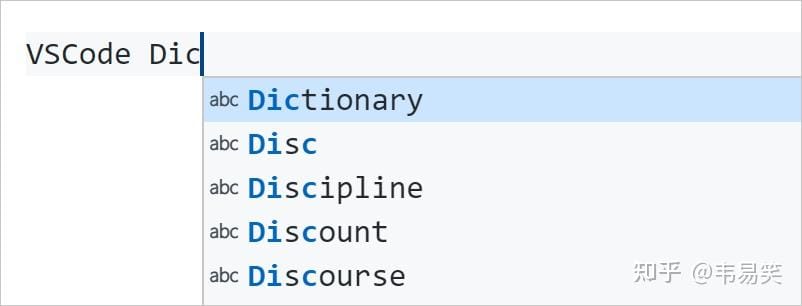 VSCode Dic
abc Dictionary
abc Disc
abc Discipline
abc Discount
abc Discourse
知乎 @韦易笑